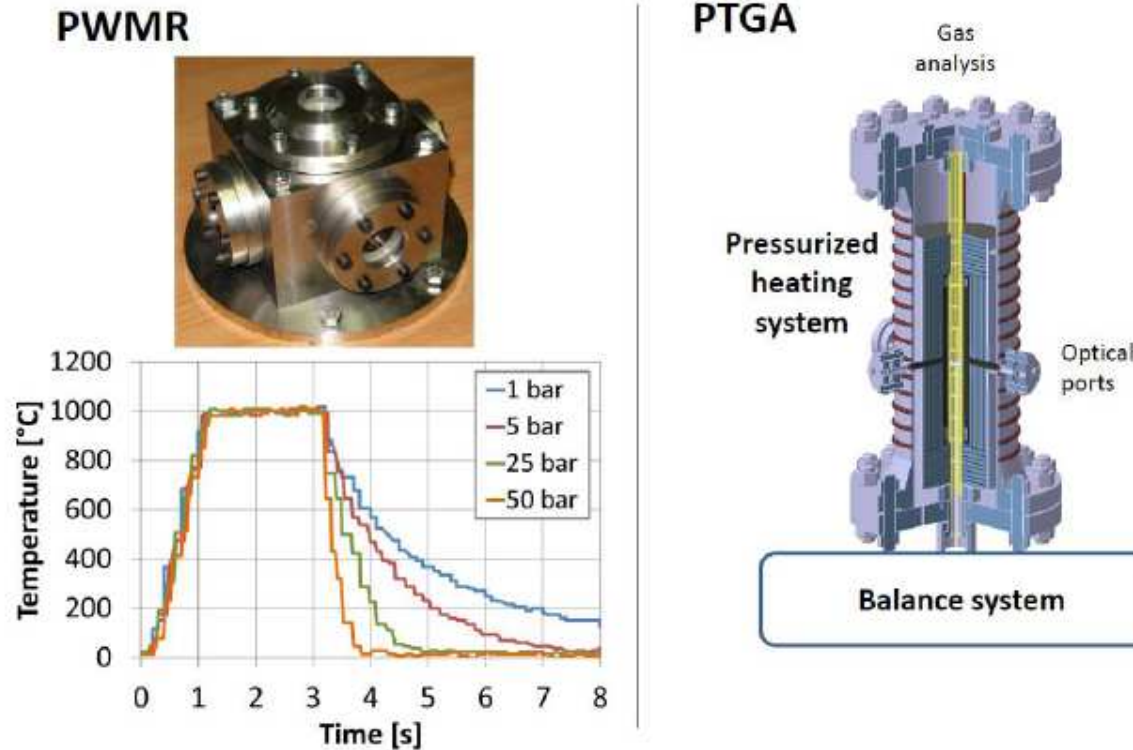 PWMR
1200
1000
800
600
400
200
0
Temperature [°C]
1 bar
5 bar
25 bar
50 bar
0 1 2 3 4 5 6 7 8
Time [s]
PTGA
Gas
analysis
Pressurized
heating
system
Optical
ports
Balance system